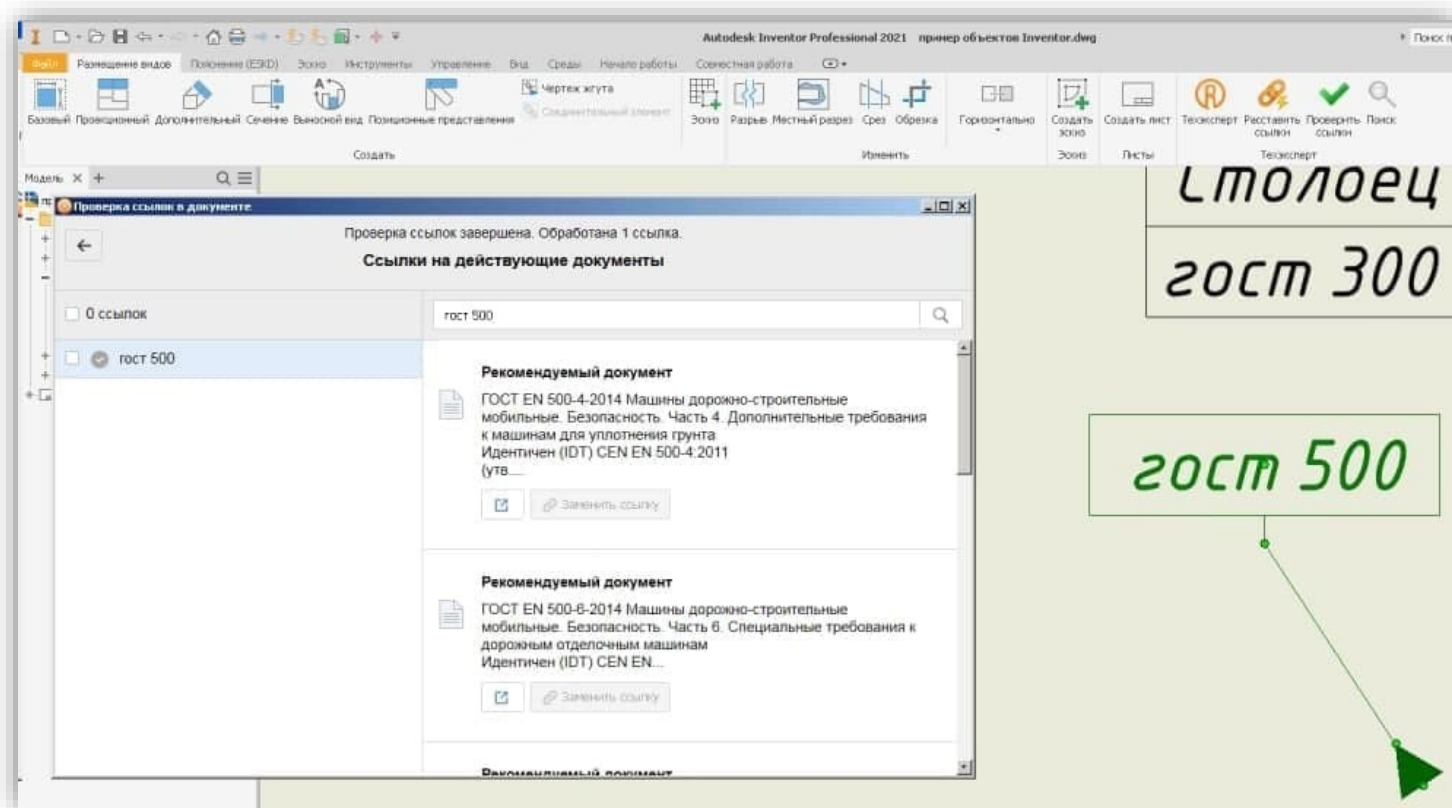 Autodesk Inventor Professional 2021 пример объектов Inventor.dwg
Поиск п
Файл Размещение видов Пояснение (ESKD) Эскиз Инструменты Управление Вид Среды Начало работы Совместная работа
Базовый Проекционный Дополнительный Сечение Выносной вид Позиционные представления
Чертеж жгута
Соединительный элемент
Эскиз Разрыв Местный разрез Срез Обрезка
Горизонтально
Создать эскиз
Создать лист
Техэксперт Расставить ссылки Проверить ссылки Поиск
Создать Изменить Эскиз Листы Техэксперт
Модель
Проверка ссылок в документе
Проверка ссылок завершена. Обработана 1 ссылка.
Ссылки на действующие документы
0 ссылок
гост 500
гост 500
Рекомендуемый документ
ГОСТ EN 500-4-2014 Машины дорожно-строительные
мобильные. Безопасность. Часть 4. Дополнительные требования
к машинам для уплотнения грунта
Идентичен (IDT) CEN EN 500-4:2011
(утв....
Заменить ссылку
Рекомендуемый документ
ГОСТ EN 500-6-2014 Машины дорожно-строительные
мобильные. Безопасность. Часть 6. Специальные требования к
дорожным отделочным машинам
Идентичен (IDT) CEN EN...
Заменить ссылку
Рекомендуемый документ
Столбец
гост 300
гост 500